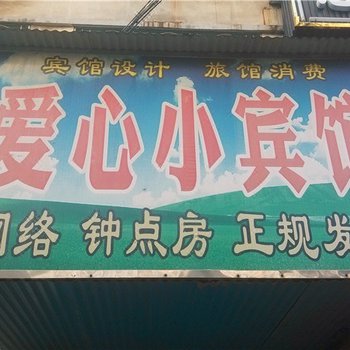 宾馆设计 旅馆消费
爱心小宾馆
网络 钟点房 正规发